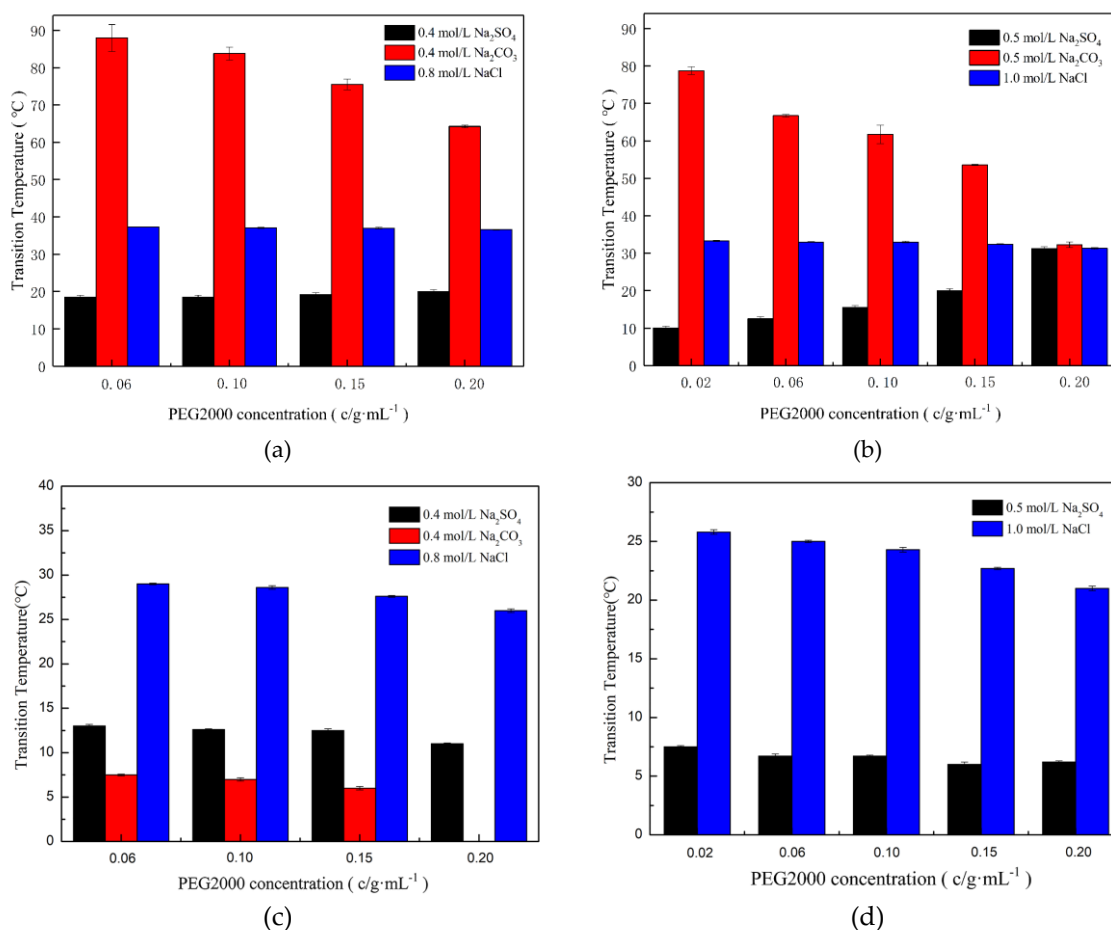 90
80
70
60
50
40
30
20
10
0
Transition Temperature ( °C )
0.4 mol/L Na₂SO₄
0.4 mol/L Na₂CO₃
0.8 mol/L NaCl
0.06 0.10 0.15 0.20
PEG2000 concentration ( c/g·mL⁻¹ )
(a)
90
80
70
60
50
40
30
20
10
0
Transition Temperature ( °C )
0.5 mol/L Na₂SO₄
0.5 mol/L Na₂CO₃
1.0 mol/L NaCl
0.02 0.06 0.10 0.15 0.20
PEG2000 concentration ( c/g·mL⁻¹ )
(b)
40
35
30
25
20
15
10
5
0
Transition Temperature(°C)
0.4 mol/L Na₂SO₄
0.4 mol/L Na₂CO₃
0.8 mol/L NaCl
0.06 0.10 0.15 0.20
PEG2000 concentration ( c/g·mL⁻¹ )
(c)
30
25
20
15
10
5
0
Transition Temperature(°C)
0.5 mol/L Na₂SO₄
1.0 mol/L NaCl
0.02 0.06 0.10 0.15 0.20
PEG2000 concentration ( c/g·mL⁻¹ )
(d)